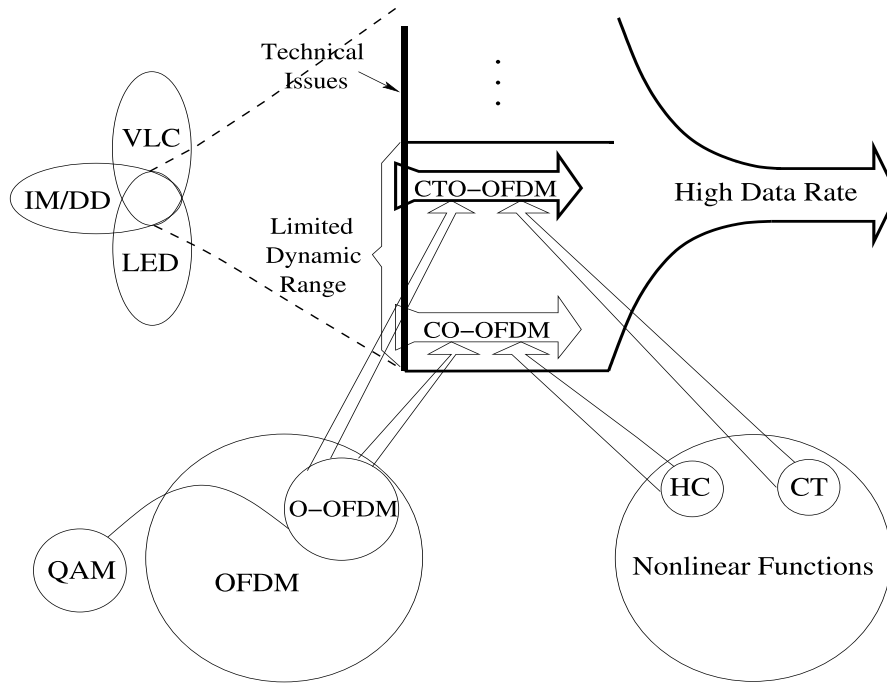 Technical
Issues
VLC
IM/DD
LED
CTO–OFDM
High Data Rate
Limited
Dynamic
Range
CO–OFDM
HC
CT
O–OFDM
QAM
OFDM
Nonlinear Functions